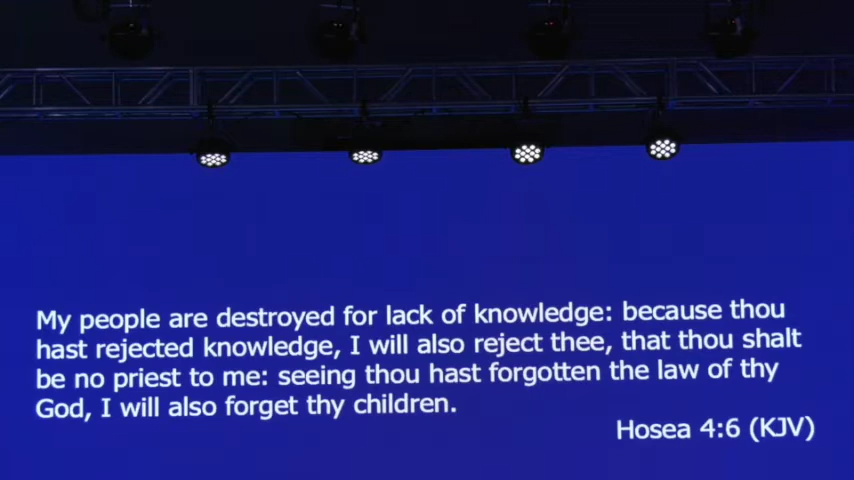 My people are destroyed for lack of knowledge: because thou
hast rejected knowledge, I will also reject thee, that thou shalt
be no priest to me: seeing thou hast forgotten the law of thy
God, I will also forget thy children.
Hosea 4:6 (KJV)